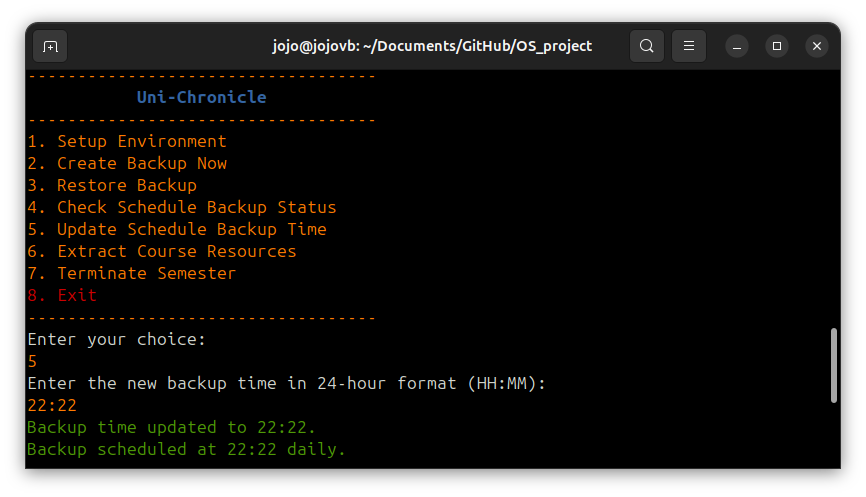 jojo@jojovb: ~/Documents/GitHub/OS_project
-----------------------------------
Uni-Chronicle
-----------------------------------
1. Setup Environment
2. Create Backup Now
3. Restore Backup
4. Check Schedule Backup Status
5. Update Schedule Backup Time
6. Extract Course Resources
7. Terminate Semester
8. Exit
-----------------------------------
Enter your choice:
5
Enter the new backup time in 24-hour format (HH:MM):
22:22
Backup time updated to 22:22.
Backup scheduled at 22:22 daily.